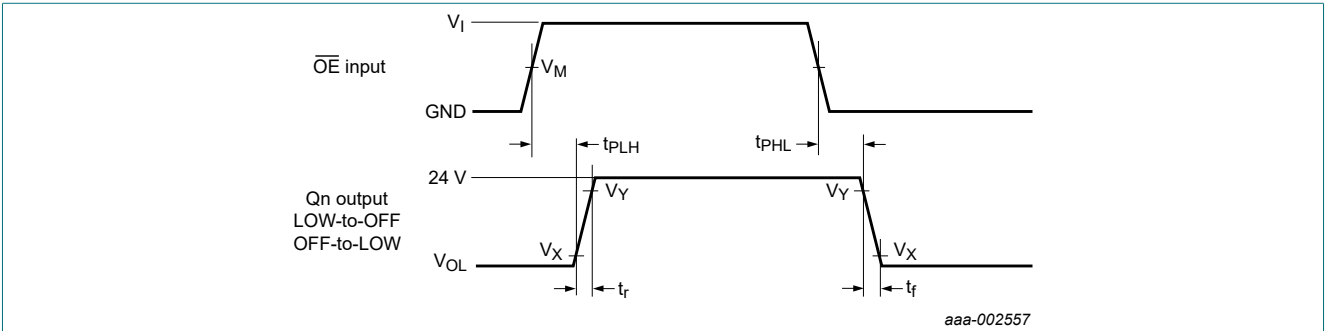 V_I
OE input
V_M
GND
t_PLH
t_PHL
24 V
V_Y
V_Y
Qn output
LOW-to-OFF
OFF-to-LOW
V_X
V_X
V_OL
t_r
t_f
aaa-002557